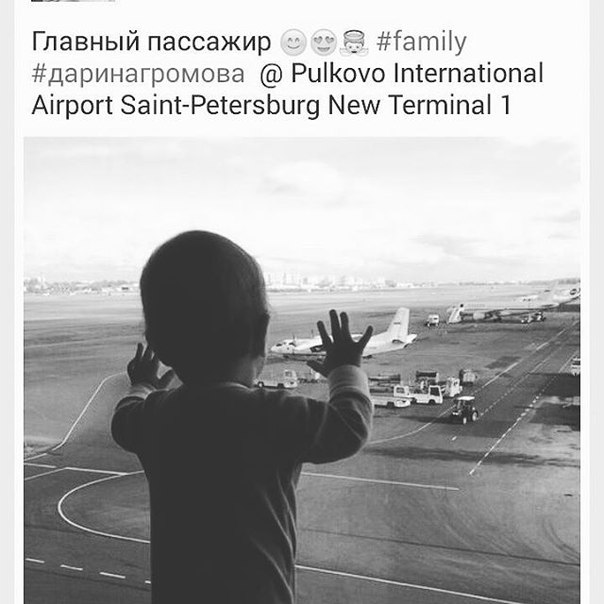 Главный пассажир 😊😍👼 #family
#даринагромова @ Pulkovo International
Airport Saint-Petersburg New Terminal 1